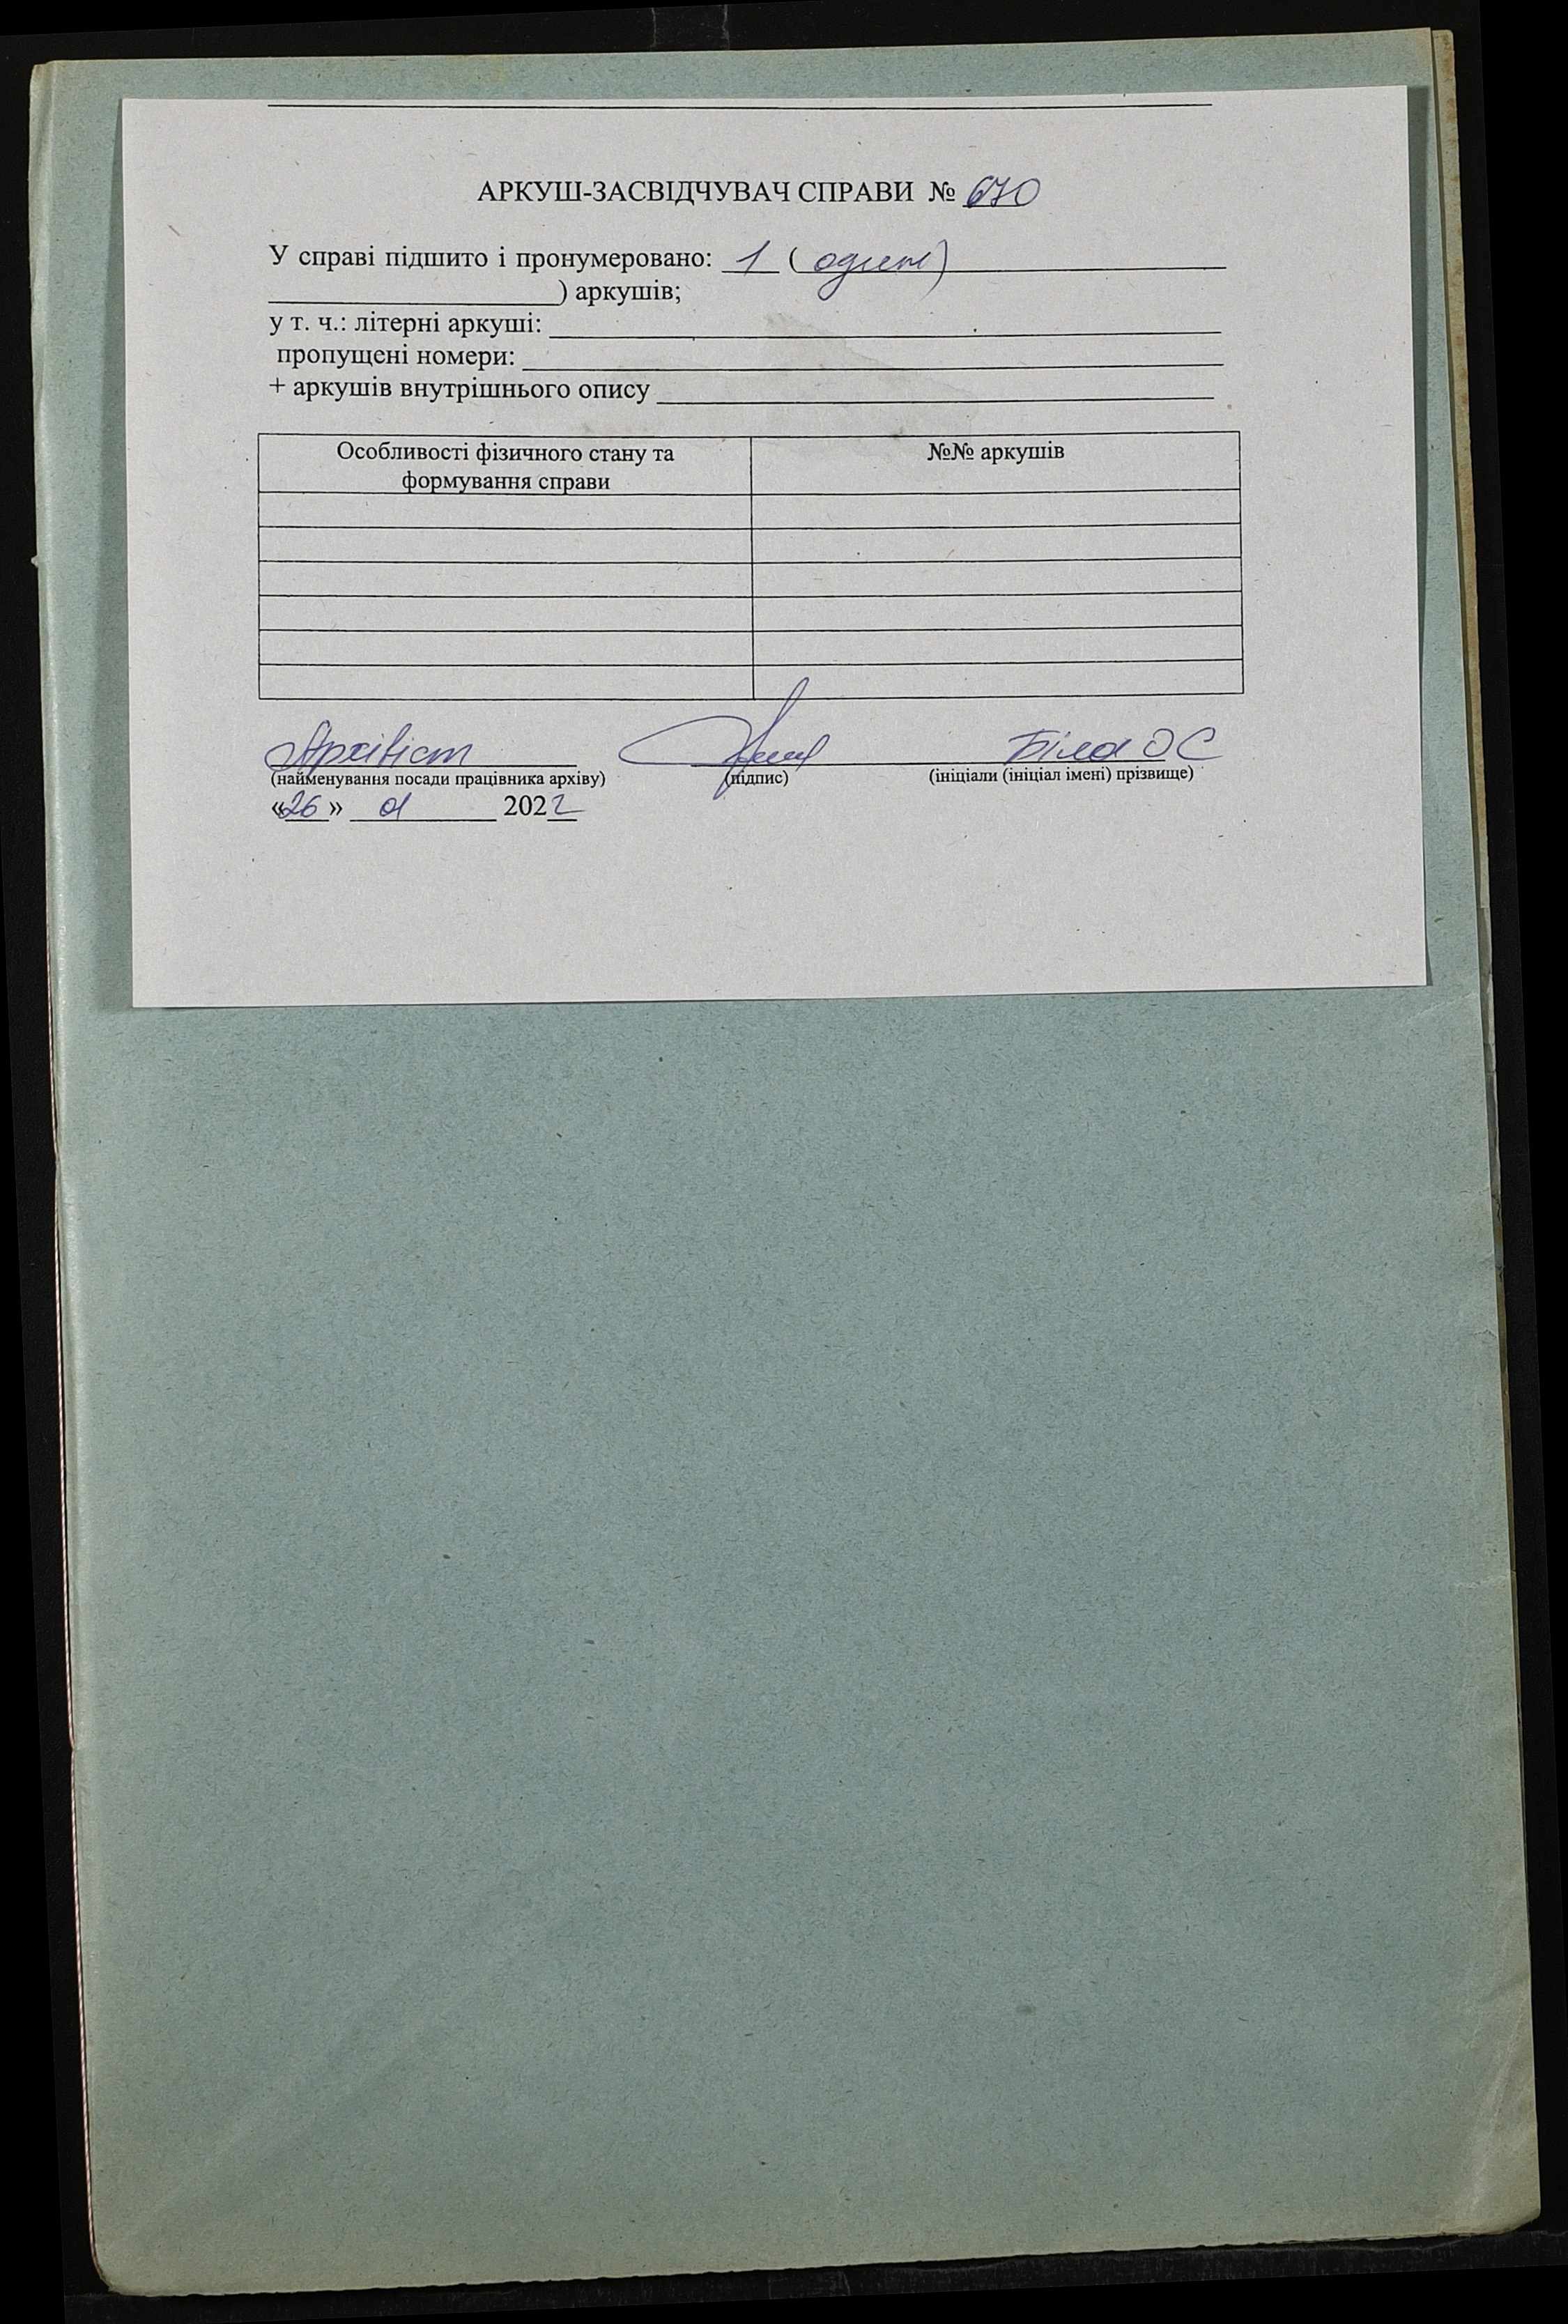 АРКУШ-ЗАСВІДЧУВАЧ СПРАВИ № 670
У справі підшито і пронумеровано: 1 ( один)
) аркушів;
у т. ч.: літерні аркуші:
пропущені номери:
+ аркушів внутрішнього опису
Особливості фізичного стану та формування справи
№№ аркушів
Архівіст Біла О С
(найменування посади працівника архіву) (підпис) (ініціали (ініціал імені) прізвище)
«26» 01 2022